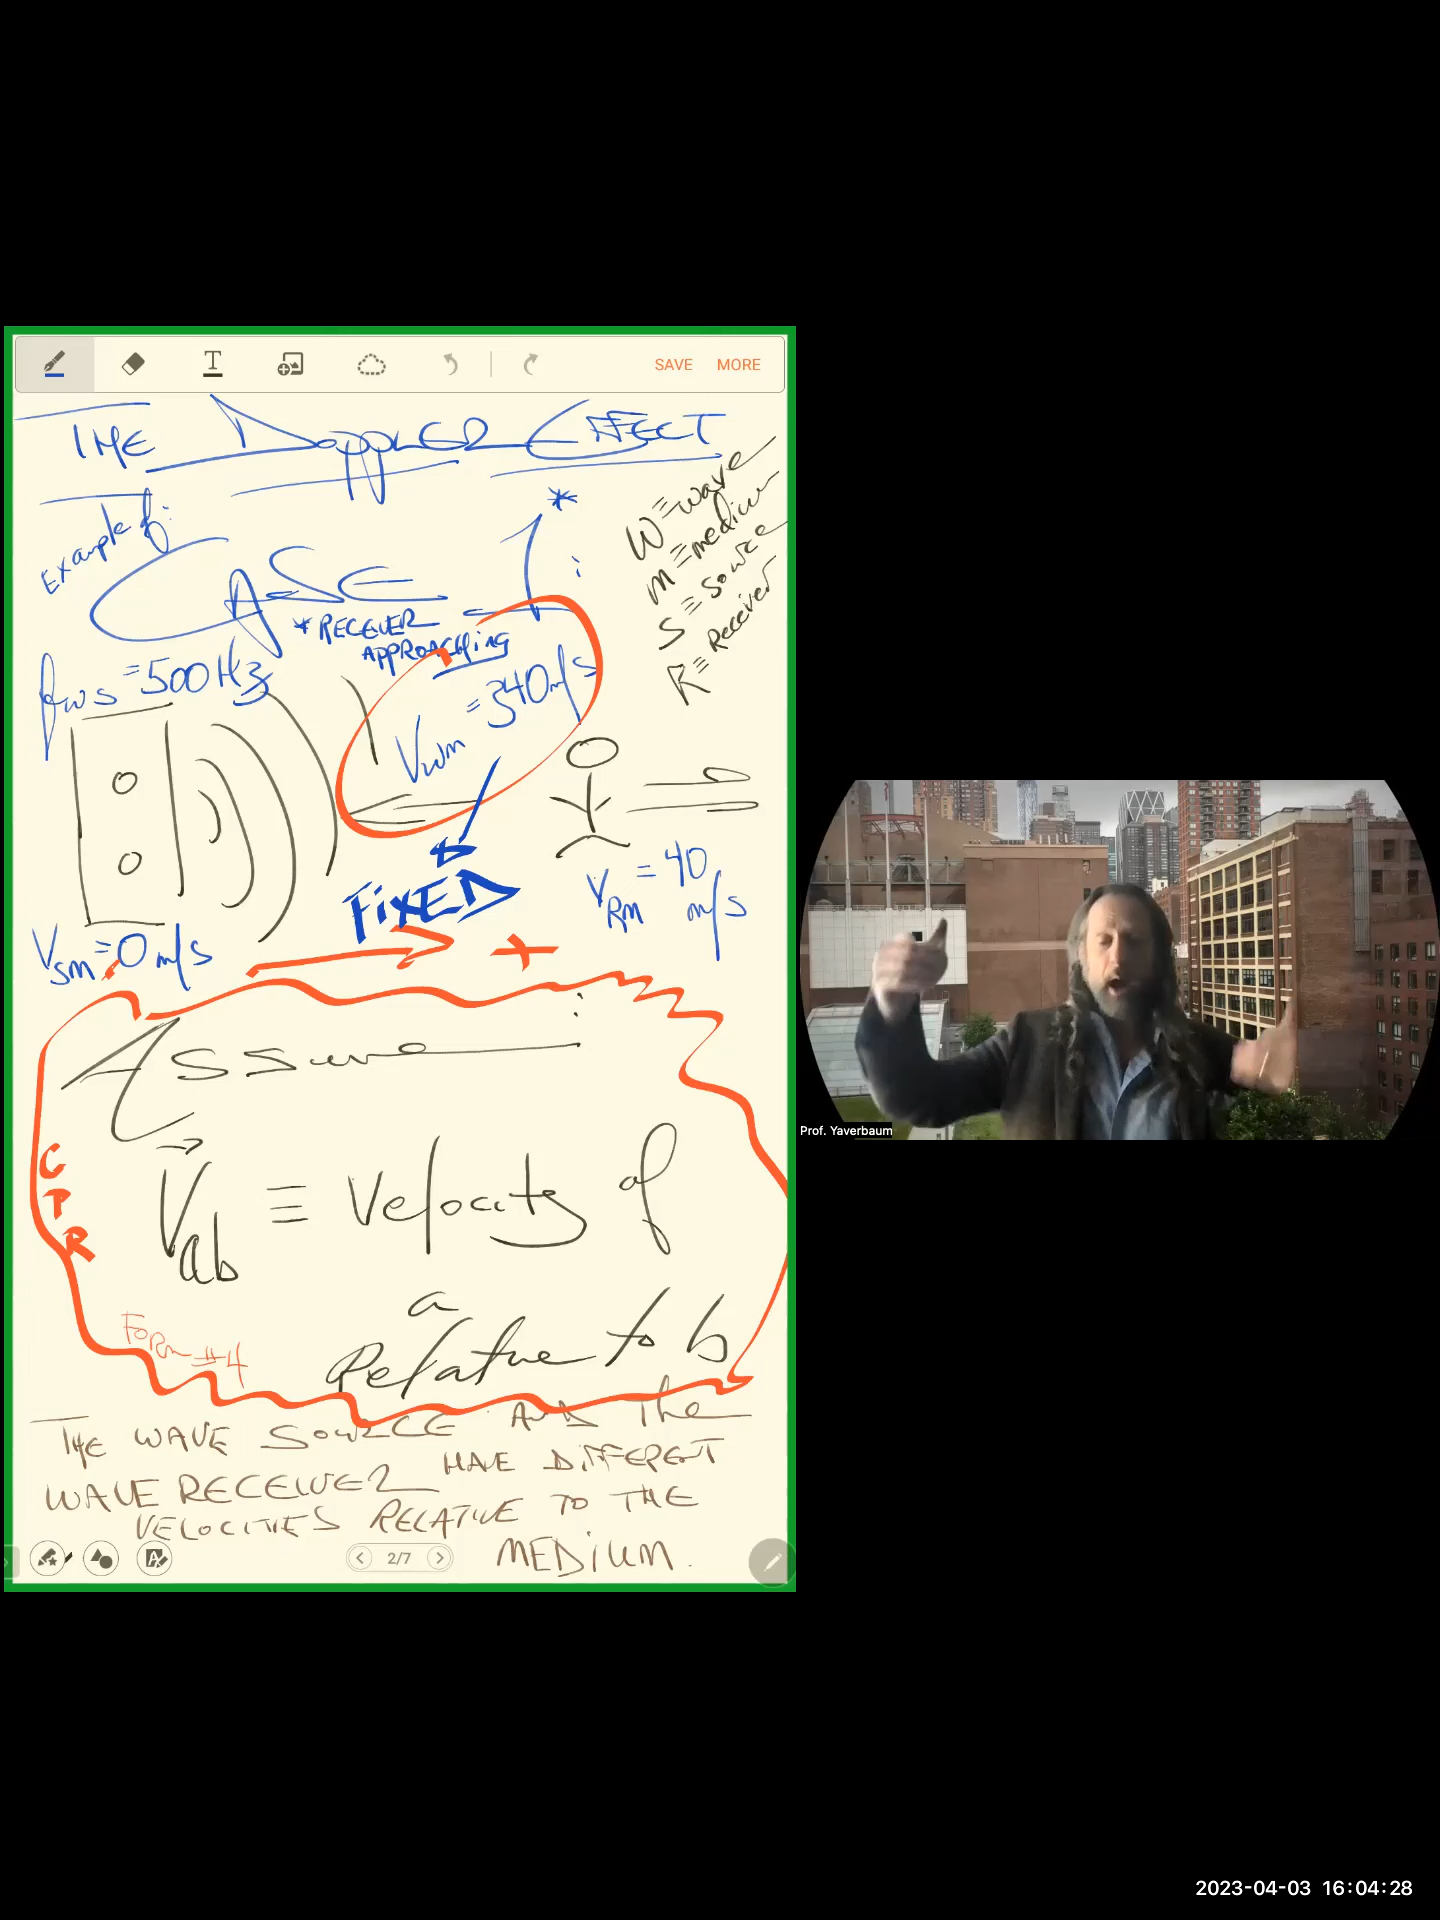 T
SAVE MORE
THE DOPPLER EFFECT
Example of:
CASE 1* :
* RECEIVER
APPROACHING
W ≡ wave
m ≡ medium
S ≡ source
R ≡ Receiver
fws = 500 Hz
Vwm = 340 m/s
FIXED
VRm = 40 m/s
Vsm = 0 m/s
+
Assume :
CPR
Vab ≡ Velocity of
a
Relative to b
Form #4
THE WAVE SOURCE AND The
WAVE RECEIVER HAVE DIFFERENT
VELOCITIES RELATIVE TO THE
MEDIUM.
2/7
Prof. Yaverbaum
2023-04-03 16:04:28